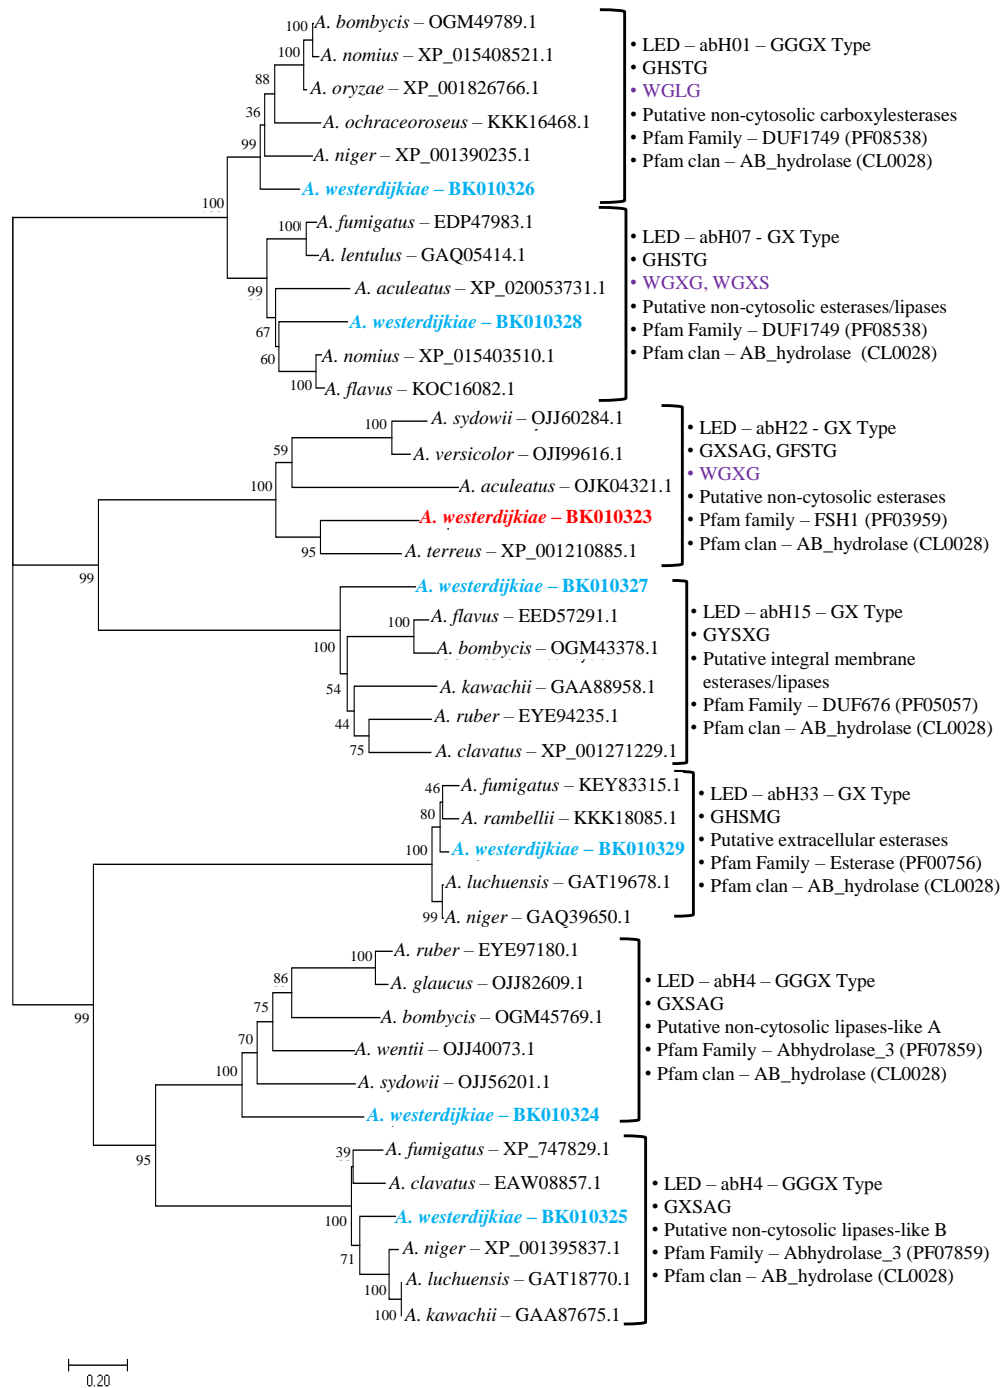 A. bombycis – OGM49789.1
A. nomius – XP_015408521.1
A. oryzae – XP_001826766.1
A. ochraceoroseus – KKK16468.1
A. niger – XP_001390235.1
A. westerdijkiae – BK010326
100
100
88
36
99
100
• LED – abH01 – GGGX Type
• GHSTG
• WGLG
• Putative non-cytosolic carboxylesterases
• Pfam Family – DUF1749 (PF08538)
• Pfam clan – AB_hydrolase (CL0028)
A. fumigatus – EDP47983.1
A. lentulus – GAQ05414.1
A. aculeatus – XP_020053731.1
A. westerdijkiae – BK010328
A. nomius – XP_015403510.1
A. flavus – KOC16082.1
100
99
67
60
100
• LED – abH07 - GX Type
• GHSTG
• WGXG, WGXS
• Putative non-cytosolic esterases/lipases
• Pfam Family – DUF1749 (PF08538)
• Pfam clan – AB_hydrolase (CL0028)
A. sydowii – OJJ60284.1
A. versicolor – OJI99616.1
A. aculeatus – OJK04321.1
A. westerdijkiae – BK010323
A. terreus – XP_001210885.1
100
59
100
95
99
• LED – abH22 - GX Type
• GXSAG, GFSTG
• WGXG
• Putative non-cytosolic esterases
• Pfam family – FSH1 (PF03959)
• Pfam clan – AB_hydrolase (CL0028)
A. westerdijkiae – BK010327
A. flavus – EED57291.1
A. bombycis – OGM43378.1
A. kawachii – GAA88958.1
A. ruber – EYE94235.1
A. clavatus – XP_001271229.1
100
100
54
44
75
• LED – abH15 – GX Type
• GYSXG
• Putative integral membrane
esterases/lipases
• Pfam Family – DUF676 (PF05057)
• Pfam clan – AB_hydrolase (CL0028)
A. fumigatus – KEY83315.1
A. rambellii – KKK18085.1
A. westerdijkiae – BK010329
A. luchuensis – GAT19678.1
A. niger – GAQ39650.1
46
80
100
99
99
• LED – abH33 – GX Type
• GHSMG
• Putative extracellular esterases
• Pfam Family – Esterase (PF00756)
• Pfam clan – AB_hydrolase (CL0028)
A. ruber – EYE97180.1
A. glaucus – OJJ82609.1
A. bombycis – OGM45769.1
A. wentii – OJJ40073.1
A. sydowii – OJJ56201.1
A. westerdijkiae – BK010324
100
86
75
70
100
95
• LED – abH4 – GGGX Type
• GXSAG
• Putative non-cytosolic lipases-like A
• Pfam Family – Abhydrolase_3 (PF07859)
• Pfam clan – AB_hydrolase (CL0028)
A. fumigatus – XP_747829.1
A. clavatus – EAW08857.1
A. westerdijkiae – BK010325
A. niger – XP_001395837.1
A. luchuensis – GAT18770.1
A. kawachii – GAA87675.1
39
100
71
100
100
• LED – abH4 – GGGX Type
• GXSAG
• Putative non-cytosolic lipases-like B
• Pfam Family – Abhydrolase_3 (PF07859)
• Pfam clan – AB_hydrolase (CL0028)
0.20